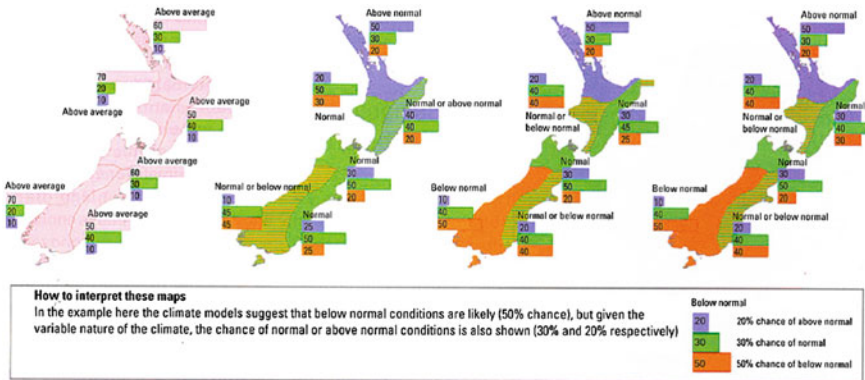 Above average
60
30
10
70
20
10
Above average
Above average
50
40
10
Above average
60
30
10
Above average
70
20
10
Above average
50
40
10
Above normal
50
30
20
20
50
30
Normal
Normal or above normal
40
40
20
Normal
30
50
20
Normal or below normal
10
45
45
Normal
25
50
25
Above normal
50
30
20
20
40
40
Normal or
below normal
Normal
30
45
25
Normal
30
50
20
Below normal
10
40
50
Normal or below normal
20
40
40
Above normal
50
30
20
20
40
40
Normal or
below normal
Normal
30
40
30
Normal
30
50
20
Below normal
10
40
50
Normal or below normal
20
40
40
How to interpret these maps
In the example here the climate models suggest that below normal conditions are likely (50% chance), but given the
variable nature of the climate, the chance of normal or above normal conditions is also shown (30% and 20% respectively)
Below normal
20 20% chance of above normal
30 30% chance of normal
50 50% chance of below normal